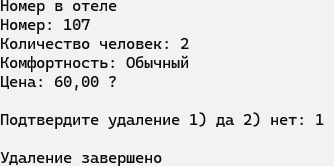 Номер в отеле
Номер: 107
Количество человек: 2
Комфортность: Обычный
Цена: 60,00 ?
Подтвердите удаление 1) да 2) нет: 1
Удаление завершено